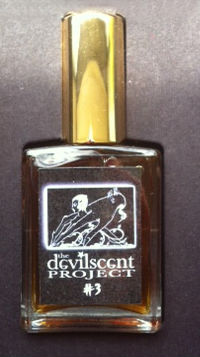 the
devilscent
PROJECT
#3